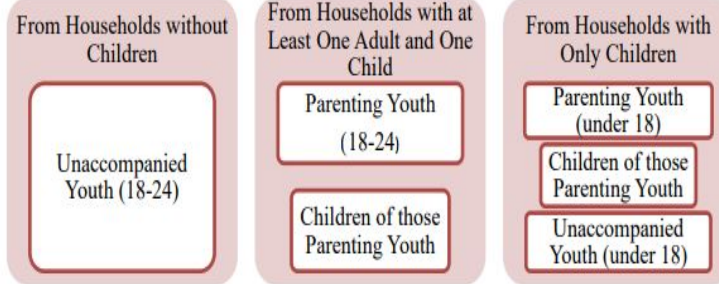 From Households without
Children
Unaccompanied
Youth (18-24)
From Households with at
Least One Adult and One
Child
Parenting Youth
(18-24)
Children of those
Parenting Youth
From Households with
Only Children
Parenting Youth
(under 18)
Children of those
Parenting Youth
Unaccompanied
Youth (under 18)